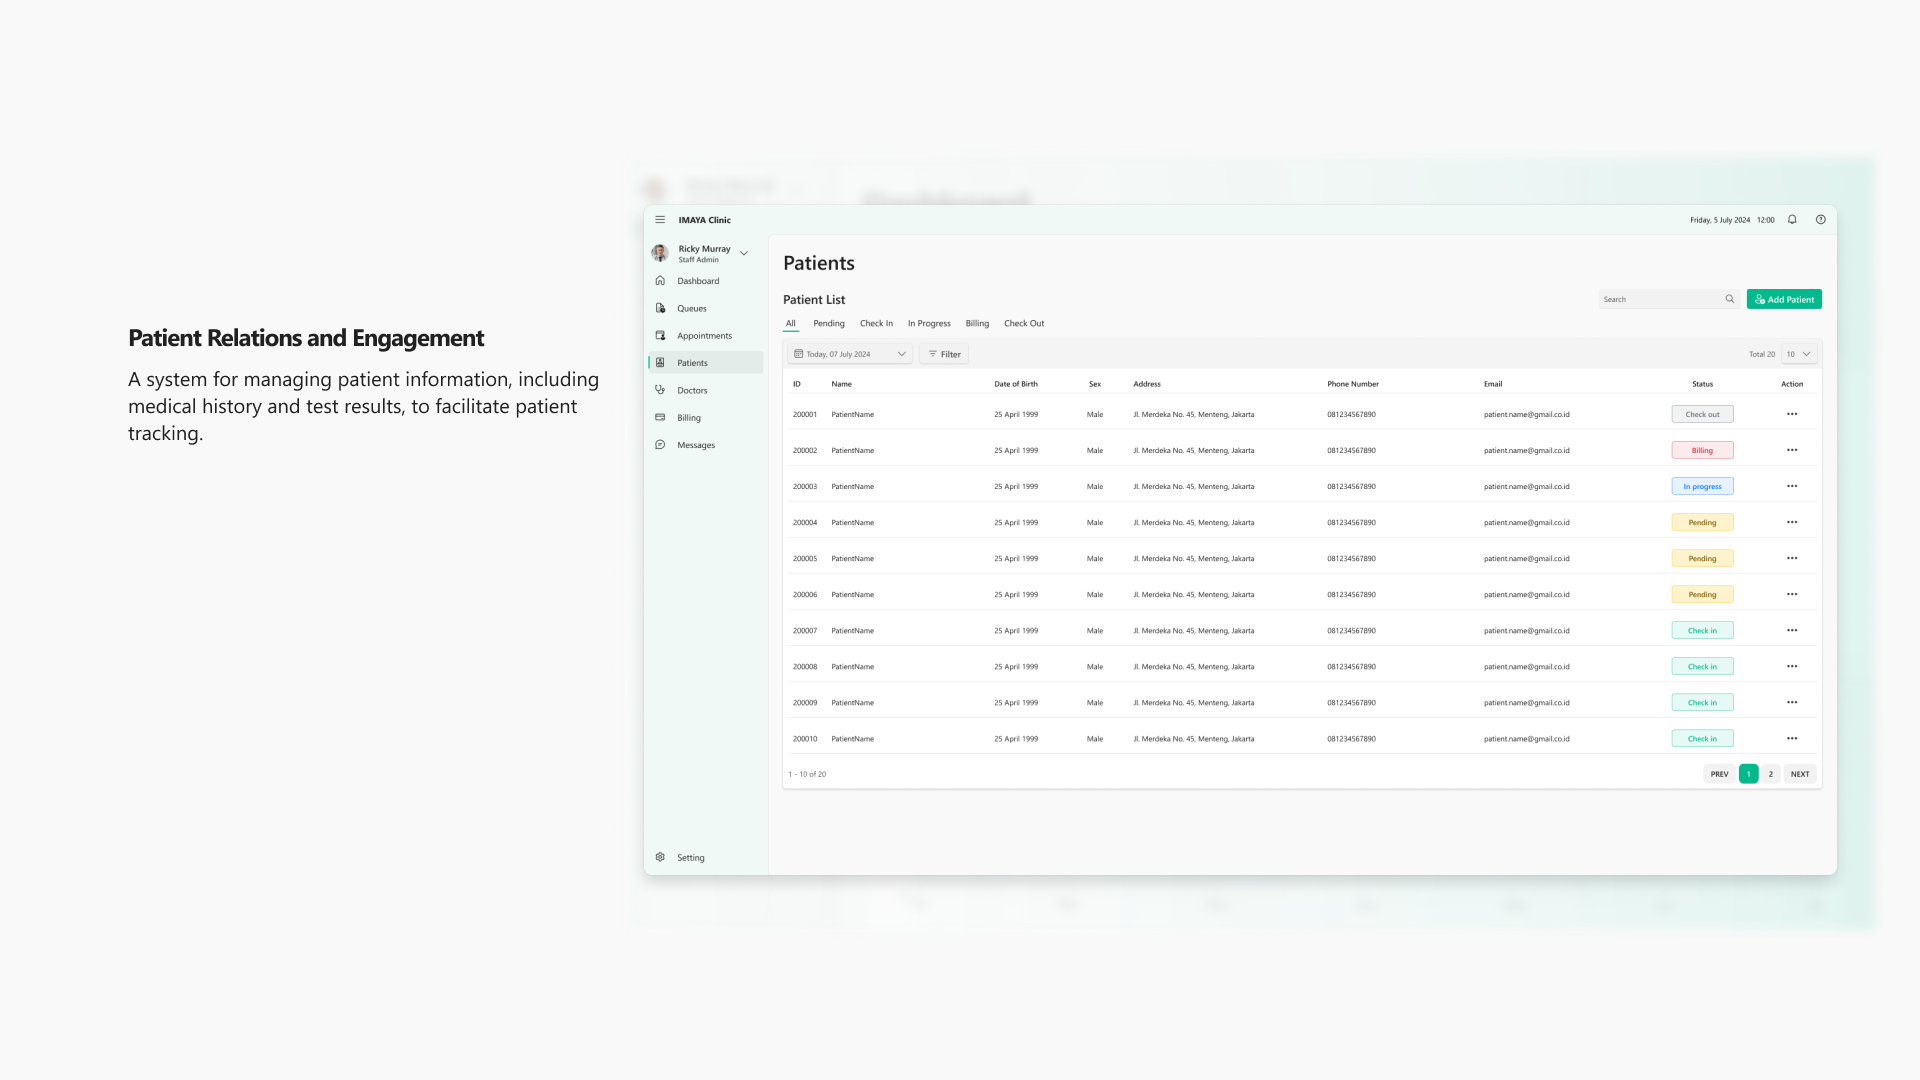 Patient Relations and Engagement
A system for managing patient information, including
medical history and test results, to facilitate patient
tracking.
IMAYA Clinic
Friday, 5 July 2024 12:00
Ricky Murray
Staff Admin
Dashboard
Queues
Appointments
Patients
Doctors
Billing
Messages
Setting
Patients
Patient List
Search
Add Patient
All Pending Check In In Progress Billing Check Out
Today, 07 July 2024
Filter
Total 20 10
ID Name Date of Birth Sex Address Phone Number Email Status Action
200001 PatientName 25 April 1999 Male Jl. Merdeka No. 45, Menteng, Jakarta 081234567890 patient.name@gmail.co.id Check out
200002 PatientName 25 April 1999 Male Jl. Merdeka No. 45, Menteng, Jakarta 081234567890 patient.name@gmail.co.id Billing
200003 PatientName 25 April 1999 Male Jl. Merdeka No. 45, Menteng, Jakarta 081234567890 patient.name@gmail.co.id In progress
200004 PatientName 25 April 1999 Male Jl. Merdeka No. 45, Menteng, Jakarta 081234567890 patient.name@gmail.co.id Pending
200005 PatientName 25 April 1999 Male Jl. Merdeka No. 45, Menteng, Jakarta 081234567890 patient.name@gmail.co.id Pending
200006 PatientName 25 April 1999 Male Jl. Merdeka No. 45, Menteng, Jakarta 081234567890 patient.name@gmail.co.id Pending
200007 PatientName 25 April 1999 Male Jl. Merdeka No. 45, Menteng, Jakarta 081234567890 patient.name@gmail.co.id Check in
200008 PatientName 25 April 1999 Male Jl. Merdeka No. 45, Menteng, Jakarta 081234567890 patient.name@gmail.co.id Check in
200009 PatientName 25 April 1999 Male Jl. Merdeka No. 45, Menteng, Jakarta 081234567890 patient.name@gmail.co.id Check in
200010 PatientName 25 April 1999 Male Jl. Merdeka No. 45, Menteng, Jakarta 081234567890 patient.name@gmail.co.id Check in
1 - 10 of 20
PREV 1 2 NEXT